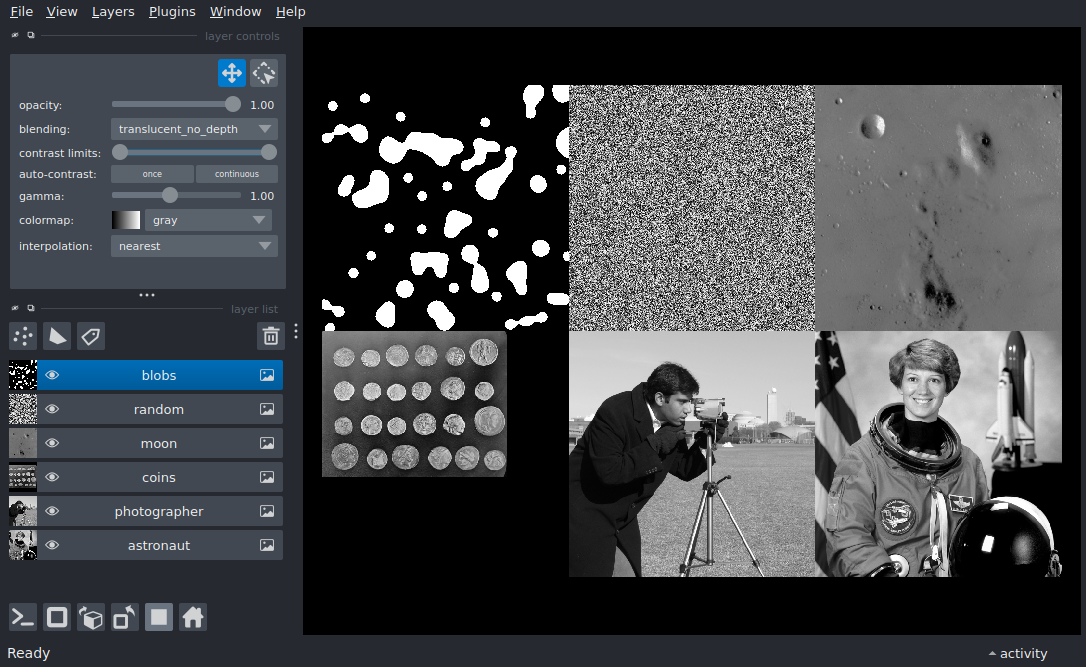 File View Layers Plugins Window Help
layer controls
opacity: 1.00
blending: translucent_no_depth
contrast limits:
auto-contrast: once continuous
gamma: 1.00
colormap: gray
interpolation: nearest
layer list
blobs
random
moon
coins
photographer
astronaut
Ready activity